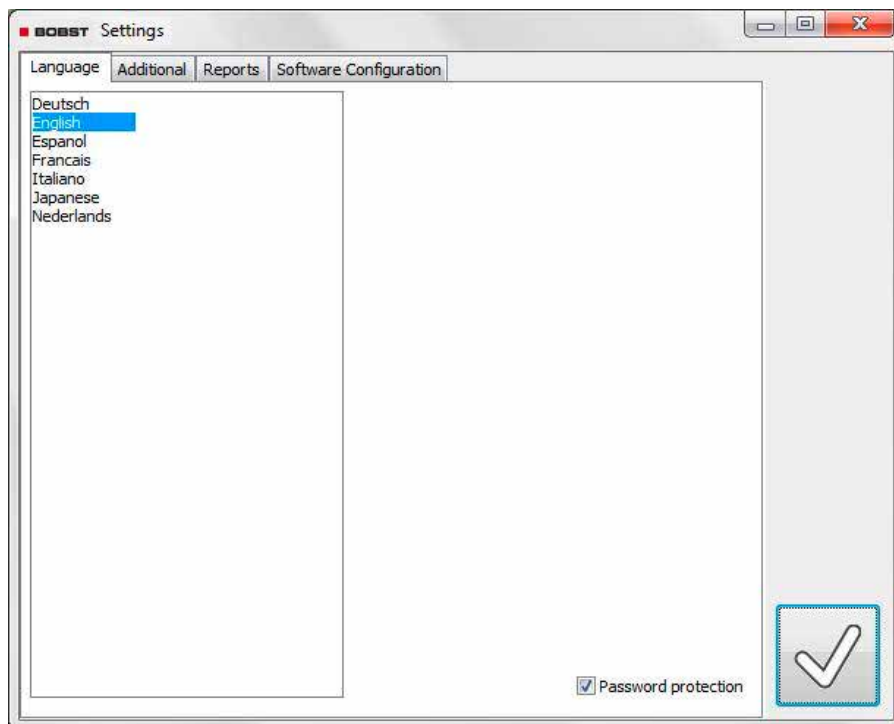 BOBST Settings
Language Additional Reports Software Configuration
Deutsch
English
Espanol
Francais
Italiano
Japanese
Nederlands
Password protection